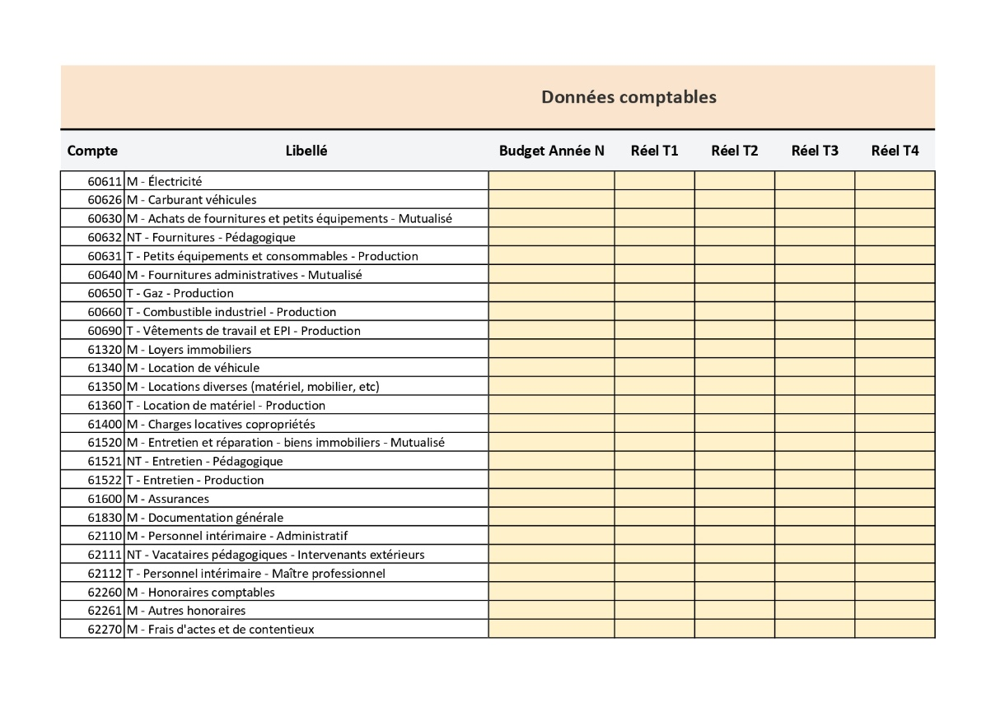 Données comptables
Compte Libellé Budget Année N Réel T1 Réel T2 Réel T3 Réel T4
60611 M - Électricité
60626 M - Carburant véhicules
60630 M - Achats de fournitures et petits équipements - Mutualisé
60632 NT - Fournitures - Pédagogique
60631 T - Petits équipements et consommables - Production
60640 M - Fournitures administratives - Mutualisé
60650 T - Gaz - Production
60660 T - Combustible industriel - Production
60690 T - Vêtements de travail et EPI - Production
61320 M - Loyers immobiliers
61340 M - Location de véhicule
61350 M - Locations diverses (matériel, mobilier, etc)
61360 T - Location de matériel - Production
61400 M - Charges locatives copropriétés
61520 M - Entretien et réparation - biens immobiliers - Mutualisé
61521 NT - Entretien - Pédagogique
61522 T - Entretien - Production
61600 M - Assurances
61830 M - Documentation générale
62110 M - Personnel intérimaire - Administratif
62111 NT - Vacataires pédagogiques - Intervenants extérieurs
62112 T - Personnel intérimaire - Maître professionnel
62260 M - Honoraires comptables
62261 M - Autres honoraires
62270 M - Frais d'actes et de contentieux